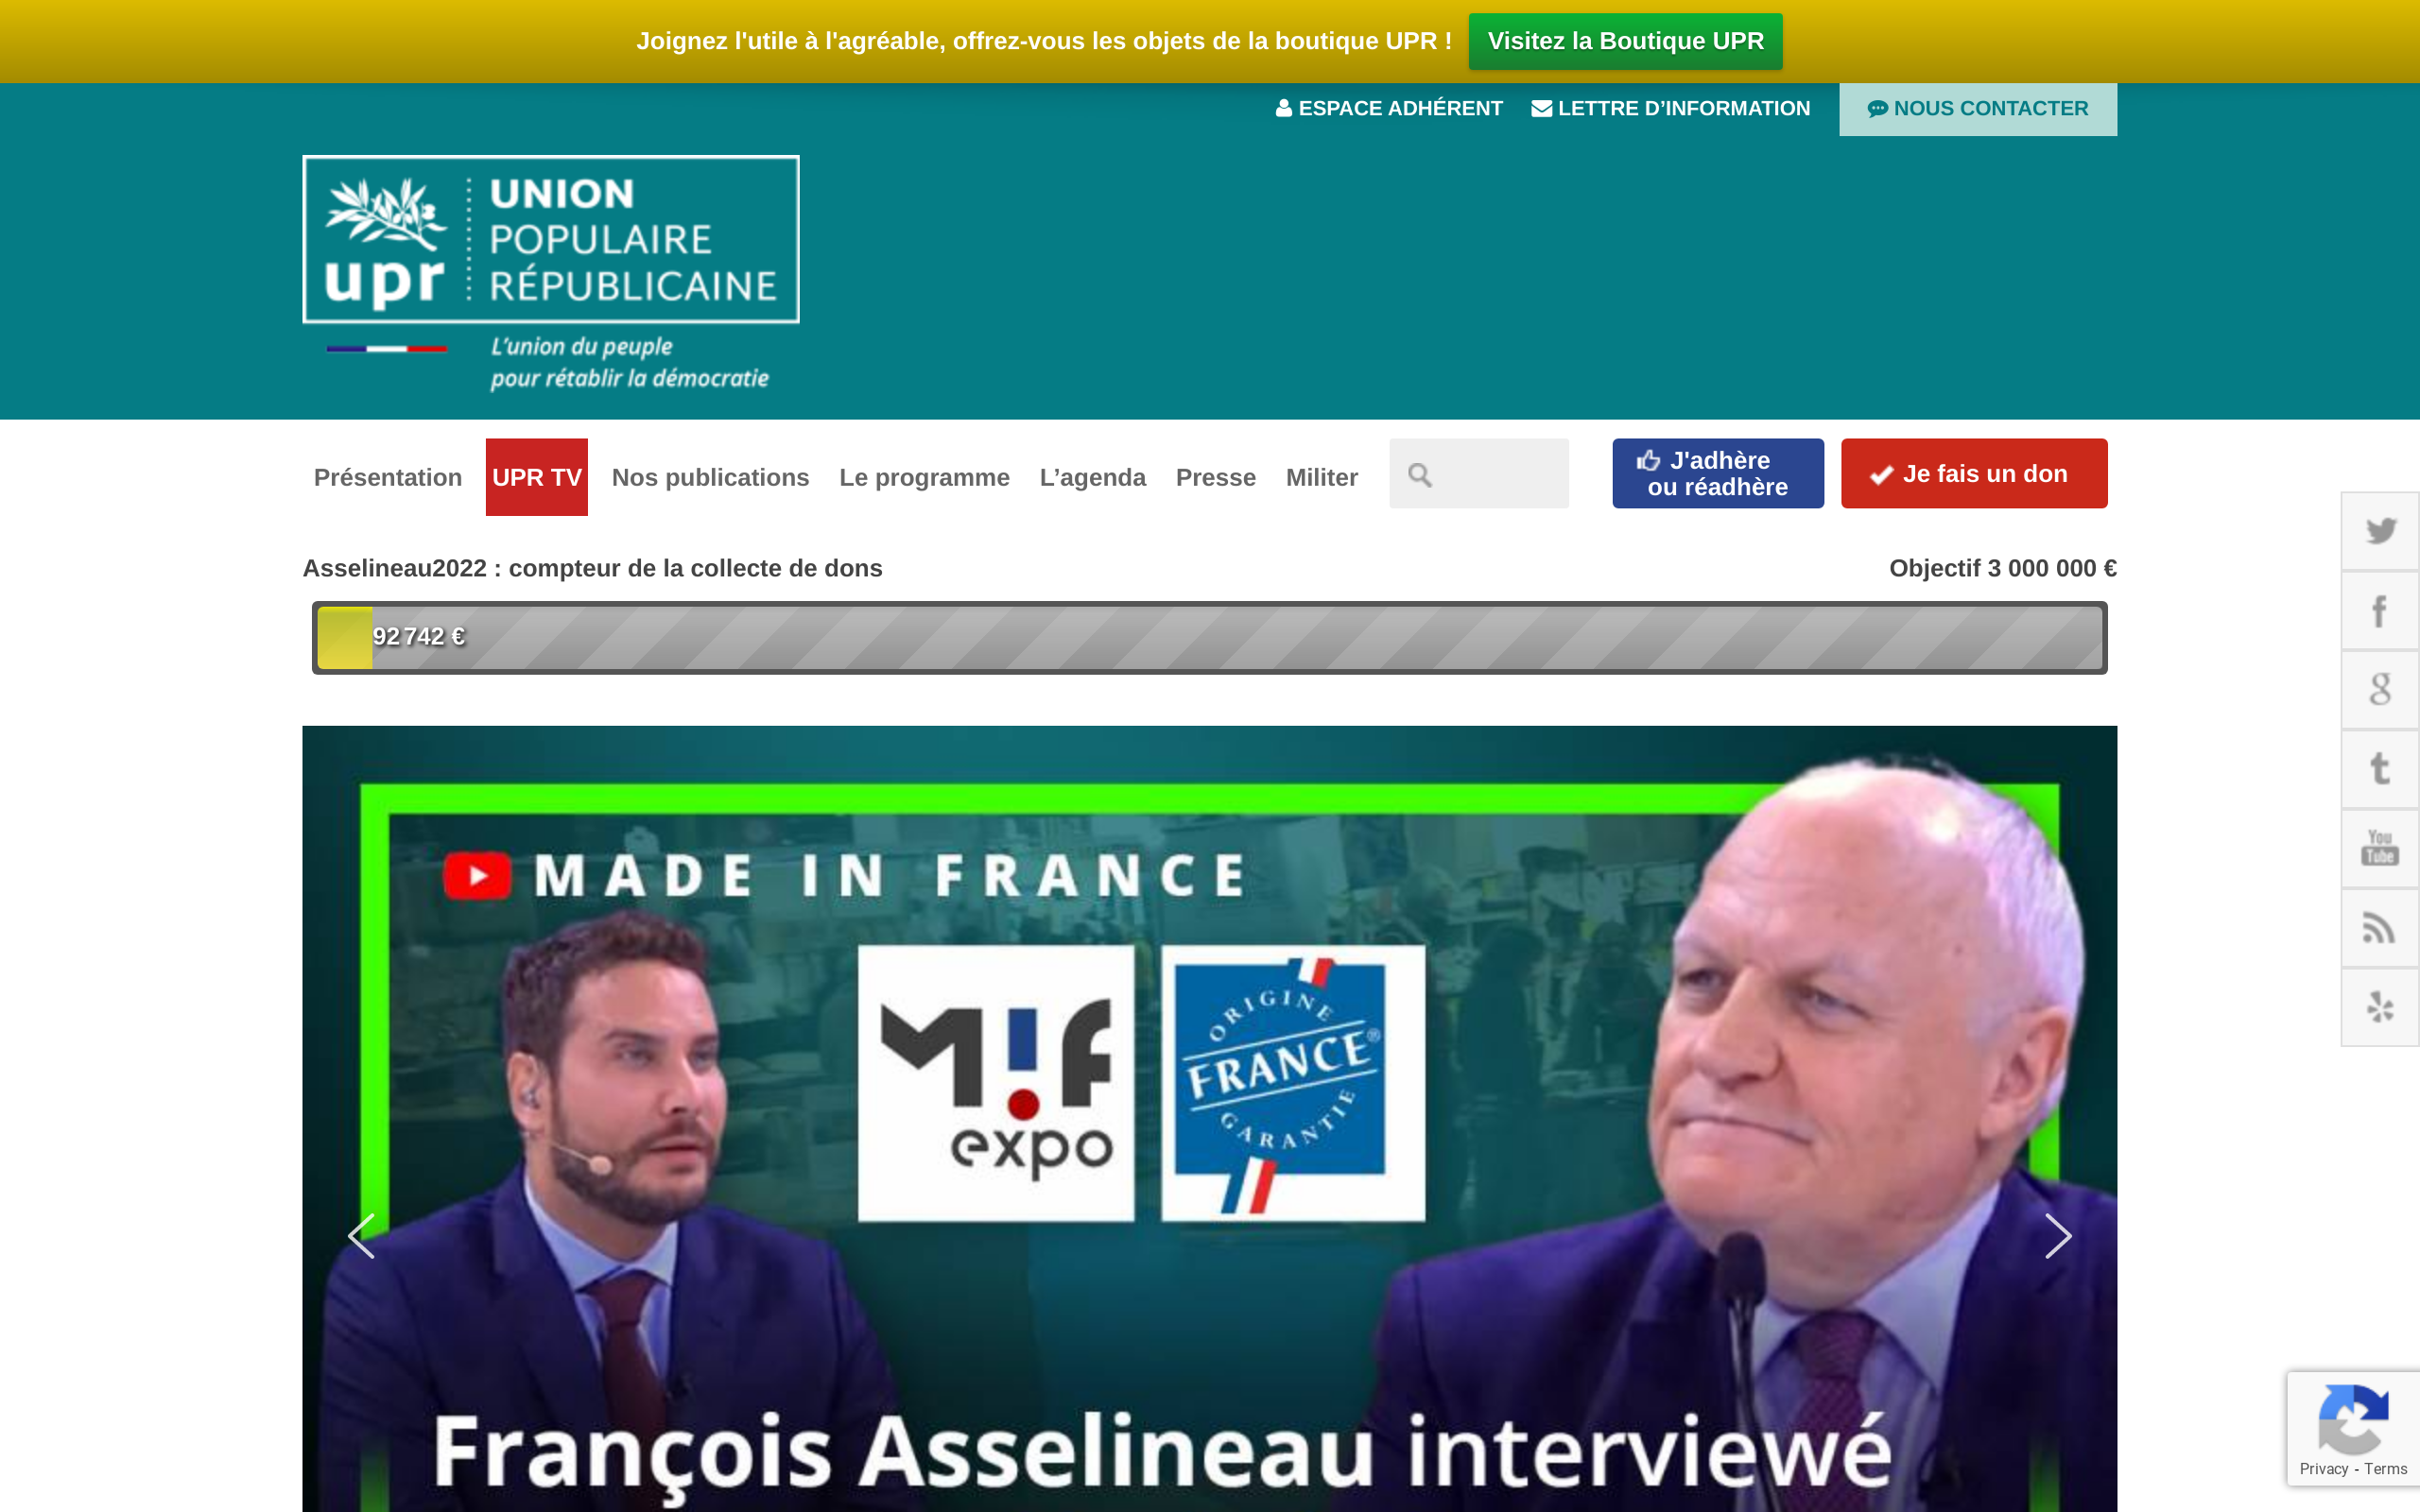 Joignez l'utile à l'agréable, offrez-vous les objets de la boutique UPR !
Visitez la Boutique UPR
ESPACE ADHÉRENT
LETTRE D’INFORMATION
NOUS CONTACTER
upr
UNION
POPULAIRE
RÉPUBLICAINE
L’union du peuple
pour rétablir la démocratie
Présentation
UPR TV
Nos publications
Le programme
L’agenda
Presse
Militer
J'adhère
ou réadhère
Je fais un don
Asselineau2022 : compteur de la collecte de dons
Objectif 3 000 000 €
92 742 €
MADE IN FRANCE
M!F
expo
ORIGINE
FRANCE®
GARANTIE
François Asselineau interviewé
You
Tube
Privacy - Terms